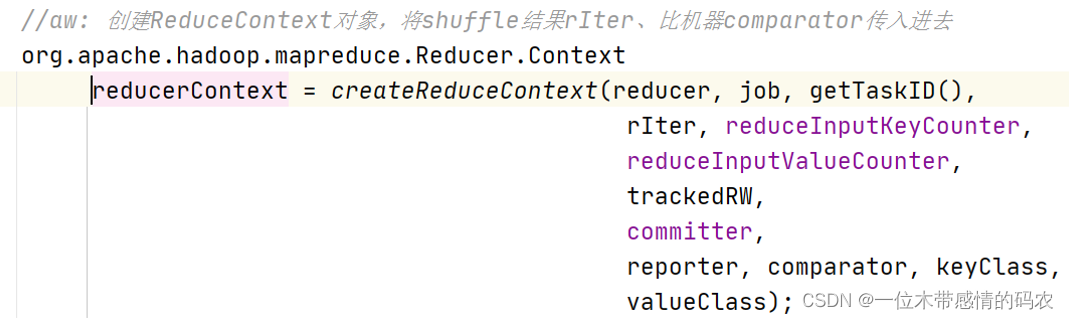 //aw: 创建ReduceContext对象，将shuffle结果rIter、比机器comparator传入进去
org.apache.hadoop.mapreduce.Reducer.Context
reducerContext = createReduceContext(reducer, job, getTaskID(),
rIter, reduceInputKeyCounter,
reduceInputValueCounter,
trackedRW,
committer,
reporter, comparator, keyClass,
valueClass); CSDN @一位木带感情的码农